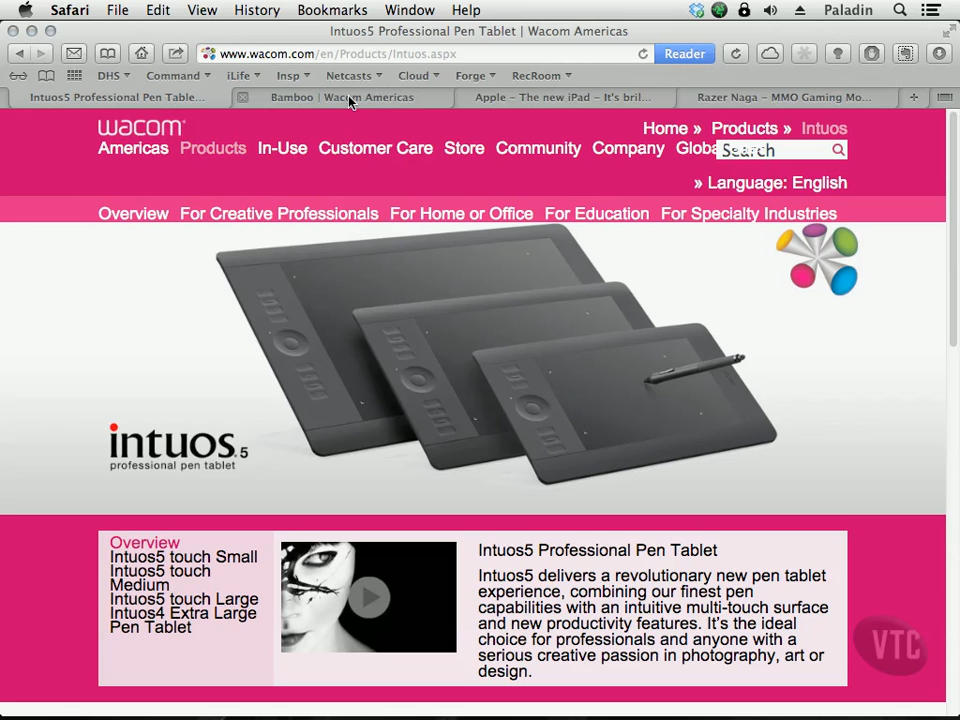 Safari File Edit View History Bookmarks Window Help Paladin
Intuos5 Professional Pen Tablet | Wacom Americas
www.wacom.com/en/Products/Intuos.aspx Reader
DHS Command iLife Insp Netcasts Cloud Forge RecRoom
Intuos5 Professional Pen Table... Bamboo | Wacom Americas Apple – The new iPad – It's bril... Razer Naga – MMO Gaming Mo...
wacom Home » Products » Intuos
Americas Products In-Use Customer Care Store Community Company Search
» Language: English
Overview For Creative Professionals For Home or Office For Education For Specialty Industries
intuos5
professional pen tablet
Overview
Intuos5 touch Small
Intuos5 touch
Medium
Intuos5 touch Large
Intuos4 Extra Large
Pen Tablet
Intuos5 Professional Pen Tablet
Intuos5 delivers a revolutionary new pen tablet
experience, combining our finest pen
capabilities with an intuitive multi-touch surface
and new productivity features. It's the ideal
choice for professionals and anyone with a
serious creative passion in photography, art or
design.
VTC